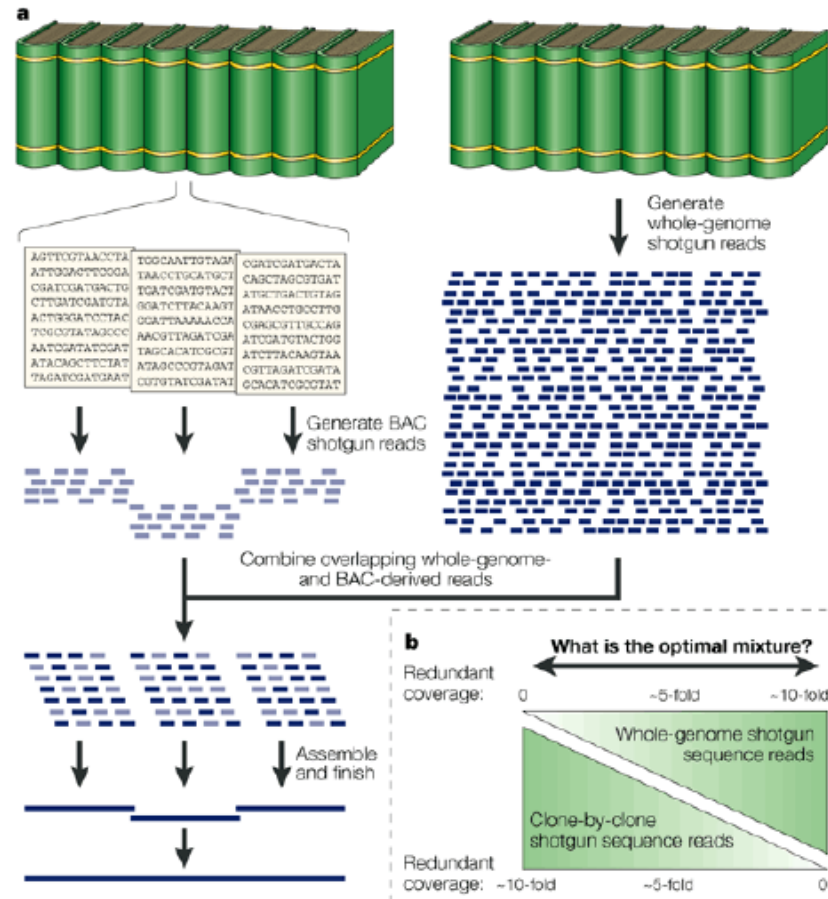 a
Generate
whole-genome
shotgun reads
AGTTCGTAACCTA
ATTGGACTTGGGA
CGATCGATGACTG
CTTGATCGATGTA
ACTGGGATCCTAC
TCGCGTATAGCCC
AATCGATATCGAT
ATACAGCTTCTAT
TAGATCGATGAAT
TGGCAATTGTAGA
TAACCTGCATGCT
TGATCGATGTACT
GGATCTTACAAGT
GGATTAAAAACCA
AACGTTAGATCGA
TAGCACATCGCGT
ATAGCCCGTAGAT
CGTGTATCGATAT
CGATCGATGACTA
CAGCTAGCGTGAT
ATGCTGACTGTAG
ATAACCTGCCTTG
CGAGCGTTGCCAG
ATCGATGTACTGG
ATCTTACAAGTAA
CGTTAGATCGATA
GCACATCGCGTAT
Generate BAC
shotgun reads
Combine overlapping whole-genome-
and BAC-derived reads
Assemble
and finish
b
What is the optimal mixture?
Redundant
coverage: 0 ~5-fold ~10-fold
Whole-genome shotgun
sequence reads
Clone-by-clone
shotgun sequence reads
Redundant
coverage: ~10-fold ~5-fold 0